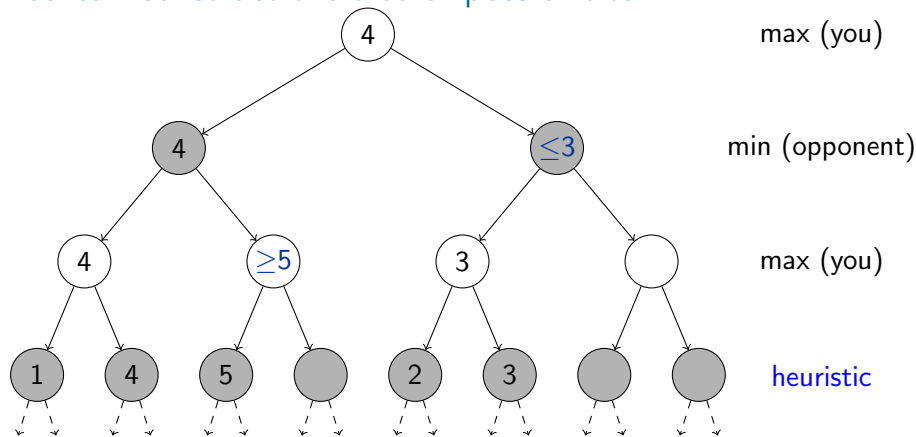 4 max (you)
4 ≤3 min (opponent)
4 ≥5 3 max (you)
1 4 5 2 3 heuristic